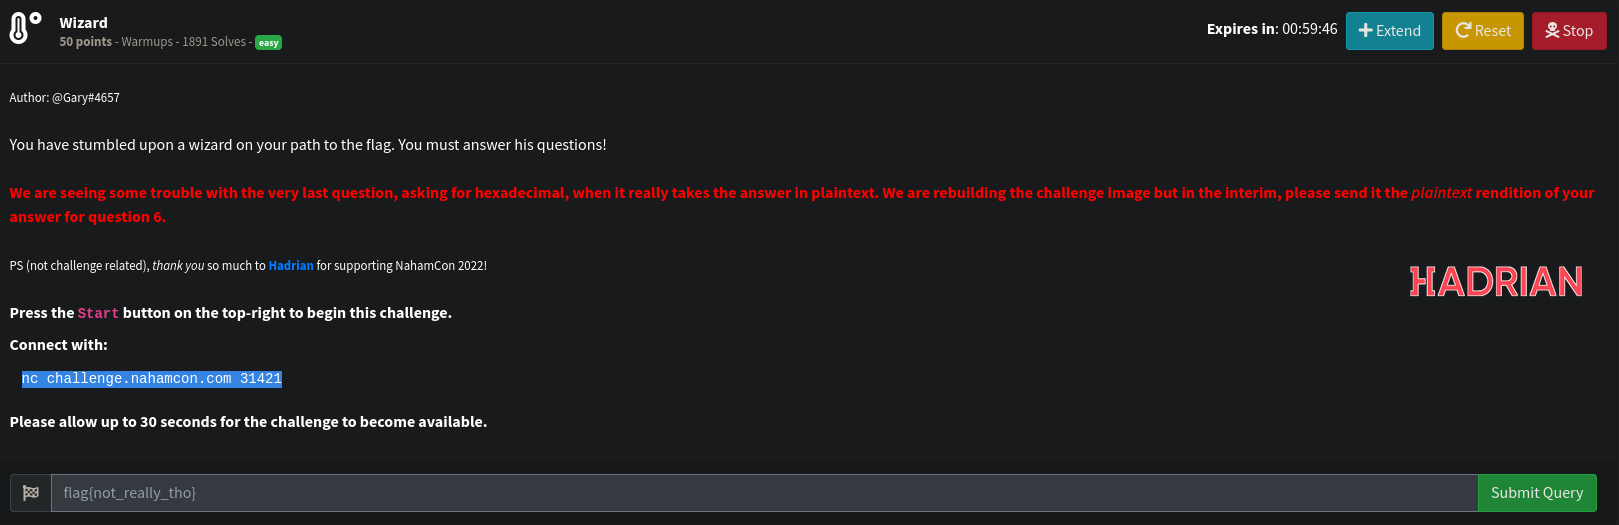 Wizard
50 points - Warmups - 1891 Solves - easy
Expires in: 00:59:46
Extend
Reset
Stop
Author: @Gary#4657
You have stumbled upon a wizard on your path to the flag. You must answer his questions!
We are seeing some trouble with the very last question, asking for hexadecimal, when it really takes the answer in plaintext. We are rebuilding the challenge image but in the interim, please send it the plaintext rendition of your
answer for question 6.
PS (not challenge related), thank you so much to Hadrian for supporting NahamCon 2022!
HADRIAN
Press the Start button on the top-right to begin this challenge.
Connect with:
nc challenge.nahamcon.com 31421
Please allow up to 30 seconds for the challenge to become available.
flag{not_really_tho}
Submit Query